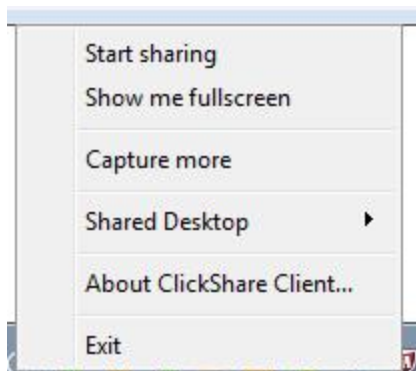 Start sharing
Show me fullscreen
Capture more
Shared Desktop
About ClickShare Client...
Exit